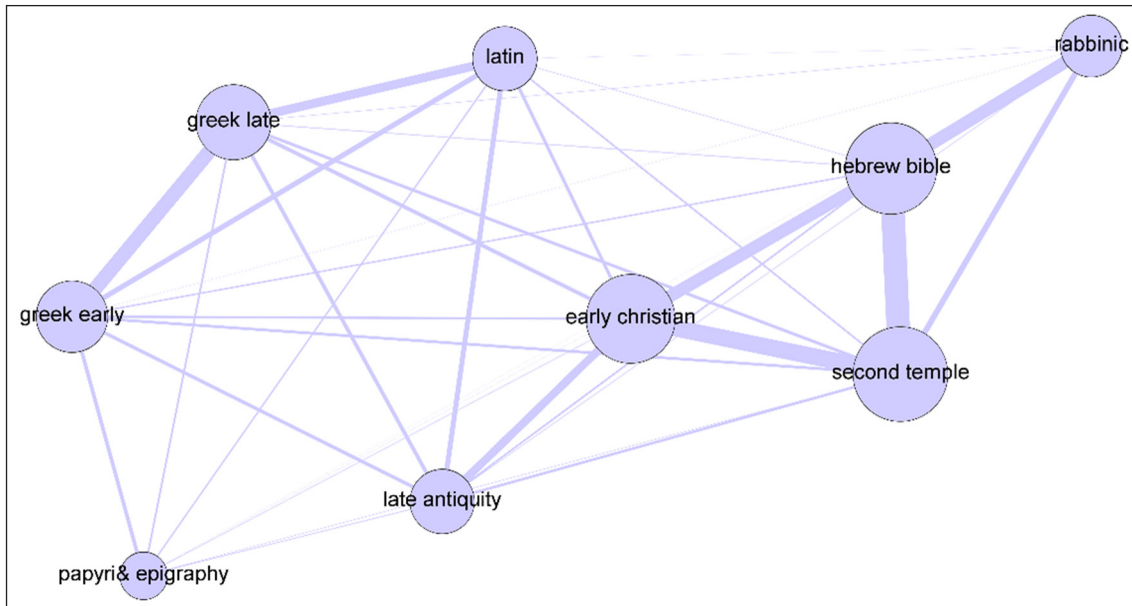 rabbinic
latin
greek late
hebrew bible
greek early
early christian
second temple
late antiquity
papyri& epigraphy